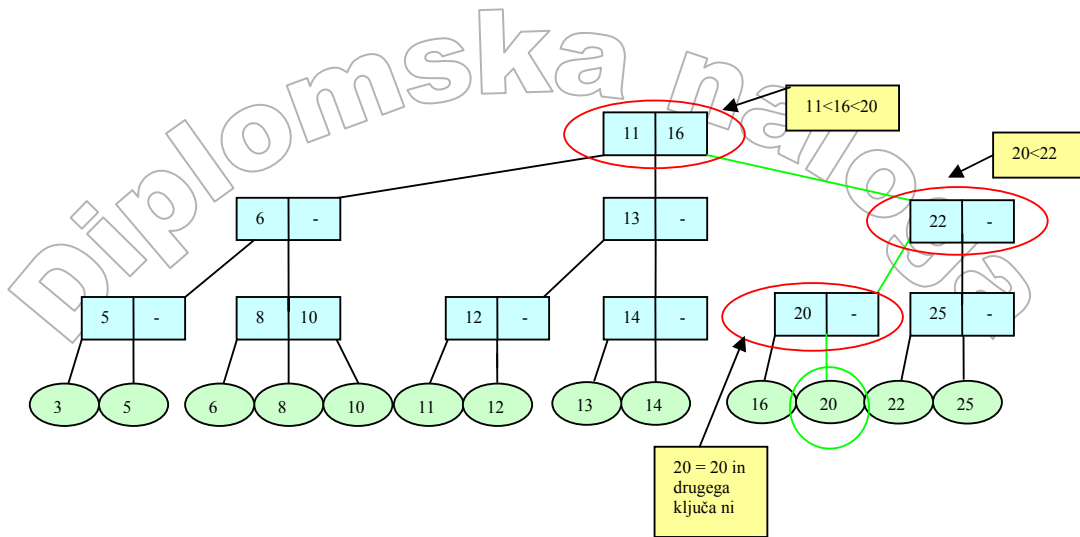 Diplomska naloga
11<16<20
11 16
20<22
6 -
13 -
22 -
5 -
8 10
12 -
14 -
20 -
25 -
3 5 6 8 10 11 12 13 14 16 20 22 25
20 = 20 in
drugega
ključa ni